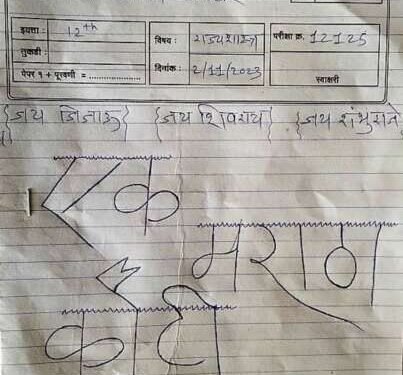 इयत्ता : 12th विषय : राज्यशास्त्र परीक्षा क्र. 12125
तुकडी :
पेपर १ + पूरवणी = ............ दिनांक : 2/11/2023 स्वाक्षरी
{जय जिजाऊ} {जय शिवराय} {जय शंभुराजे}
एक
मराठा
कोटी